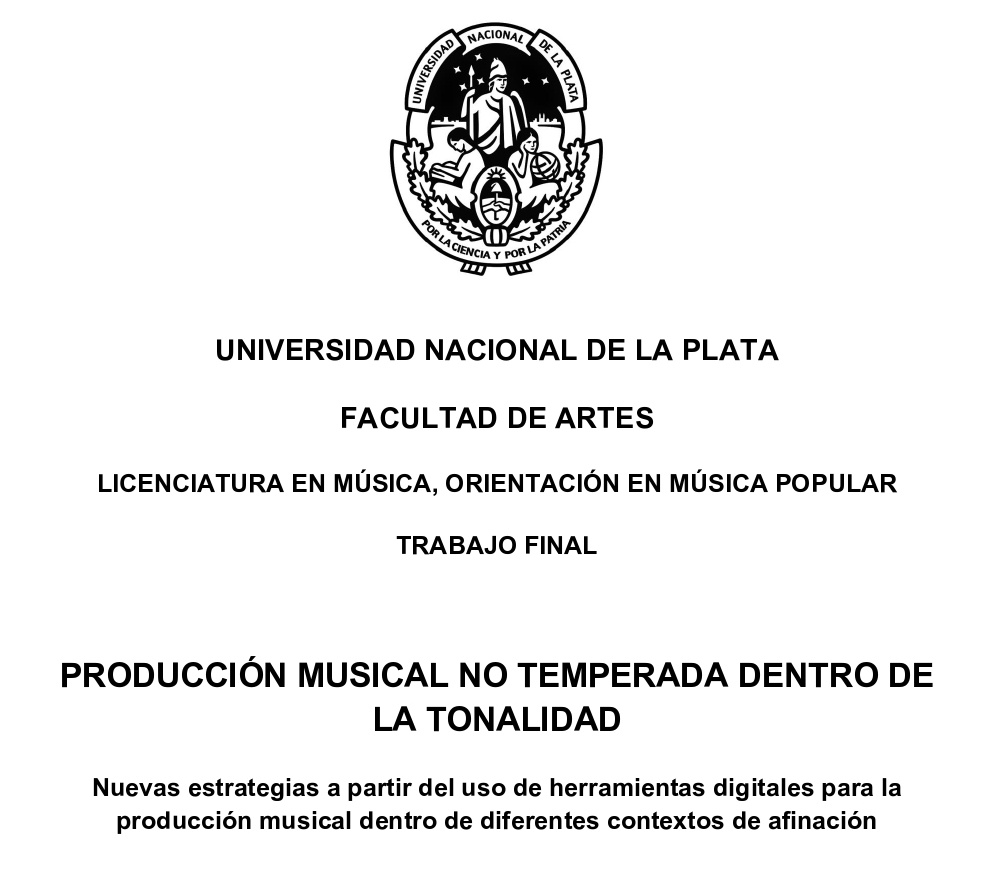 UNIVERSIDAD NACIONAL DE LA PLATA
POR LA CIENCIA Y POR LA PATRIA
UNIVERSIDAD NACIONAL DE LA PLATA
FACULTAD DE ARTES
LICENCIATURA EN MÚSICA, ORIENTACIÓN EN MÚSICA POPULAR
TRABAJO FINAL
PRODUCCIÓN MUSICAL NO TEMPERADA DENTRO DE
LA TONALIDAD
Nuevas estrategias a partir del uso de herramientas digitales para la
producción musical dentro de diferentes contextos de afinación